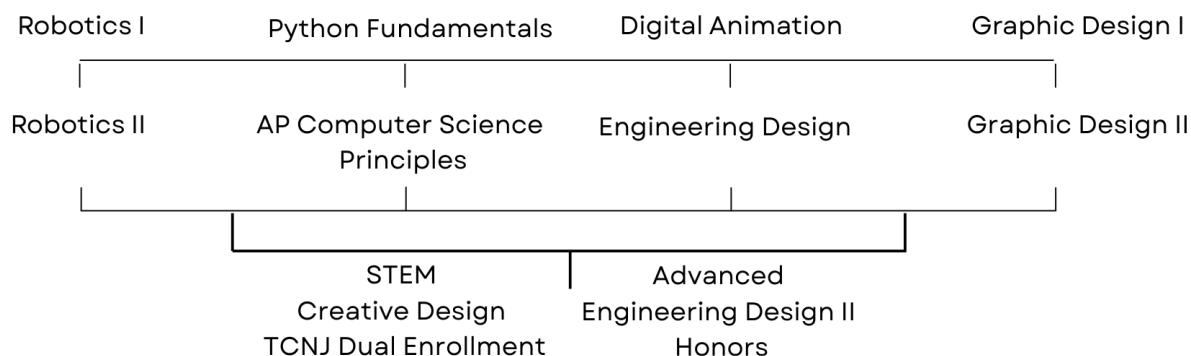 Robotics I
Python Fundamentals
Digital Animation
Graphic Design I
Robotics II
AP Computer Science
Principles
Engineering Design
Graphic Design II
STEM
Creative Design
TCNJ Dual Enrollment
Advanced
Engineering Design II
Honors